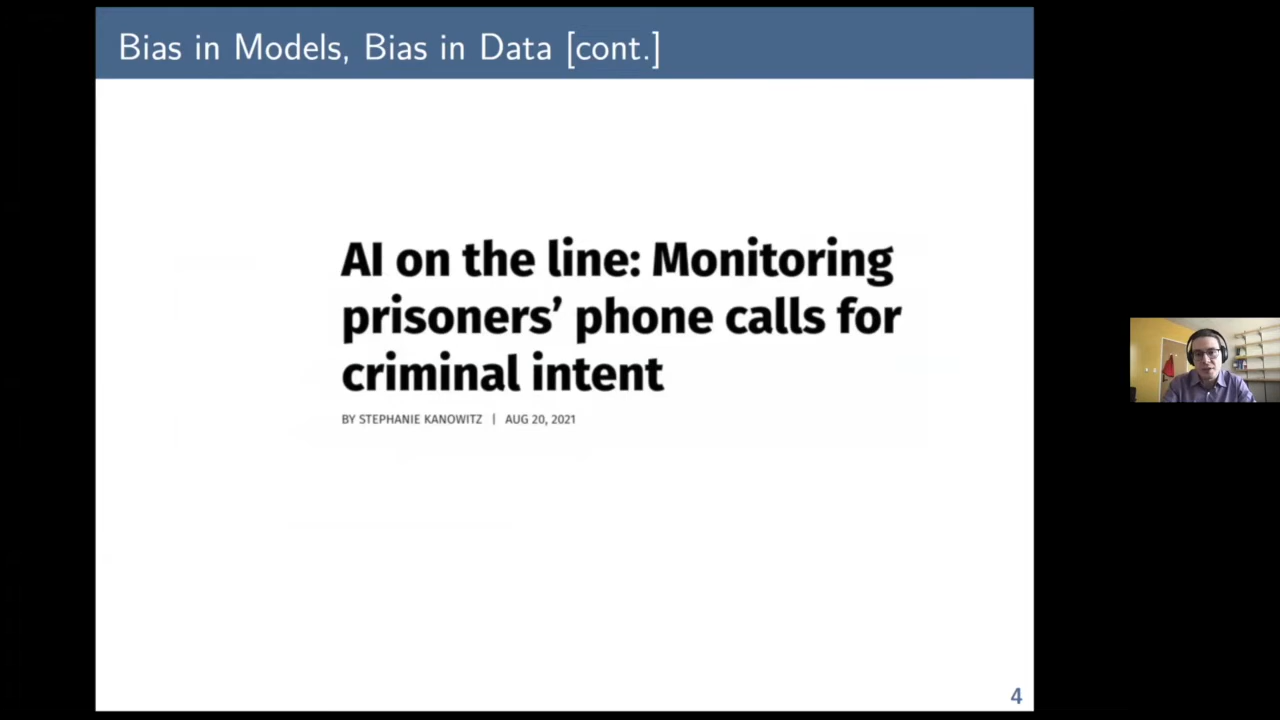 Bias in Models, Bias in Data [cont.]
AI on the line: Monitoring
prisoners’ phone calls for
criminal intent
BY STEPHANIE KANOWITZ | AUG 20, 2021
4